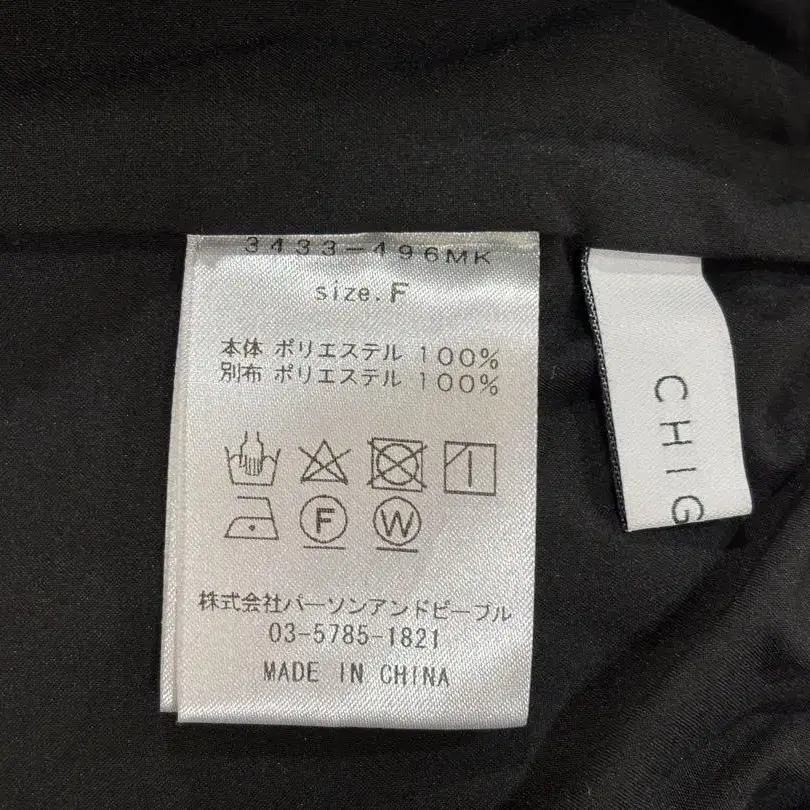 3433-496MK
size.F
本体 ポリエステル 100%
別布 ポリエステル 100%
F W
株式会社パーソンアンドピープル
03-5785-1821
MADE IN CHINA
CHIG